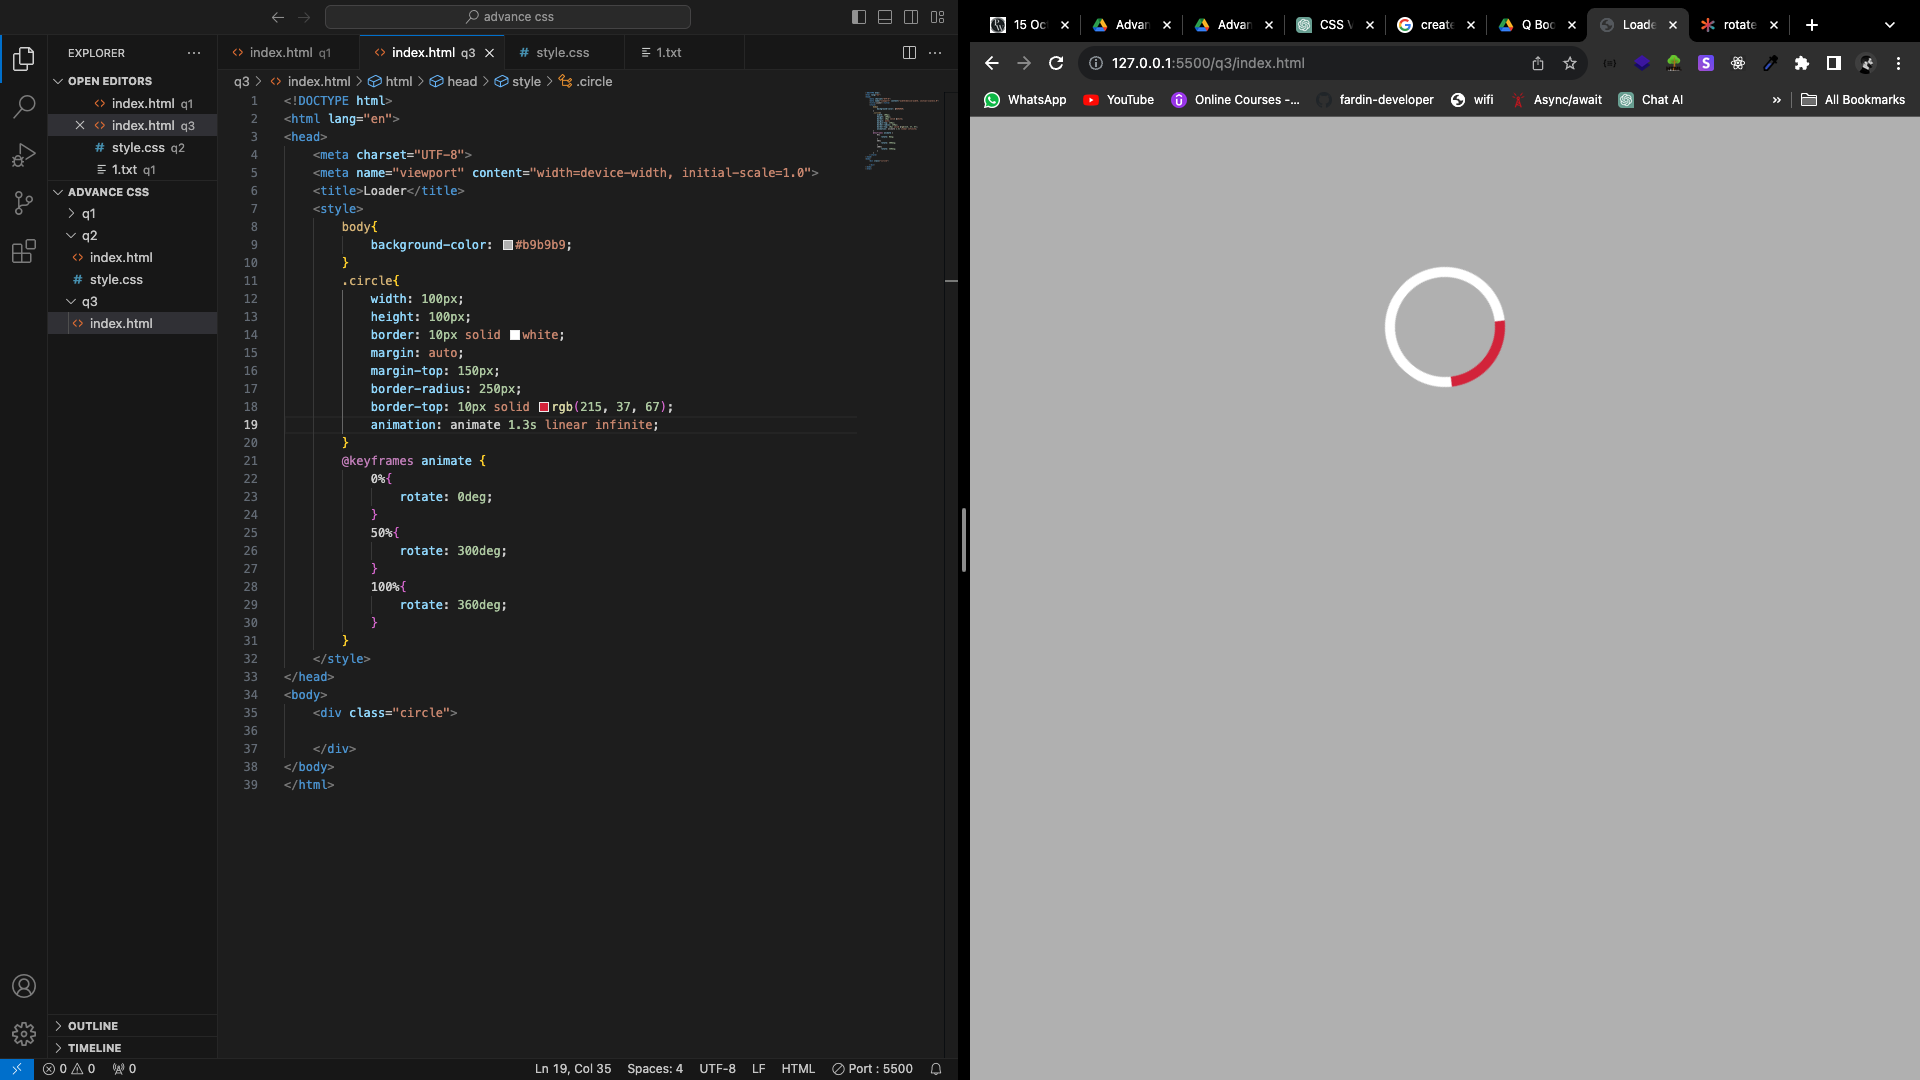 advance css
EXPLORER
OPEN EDITORS
index.html q1
index.html q3
style.css q2
1.txt q1
ADVANCE CSS
q1
q2
index.html
style.css
q3
index.html
OUTLINE
TIMELINE
index.html q1
index.html q3
style.css
1.txt
q3 > index.html > html > head > style > .circle
1 <!DOCTYPE html>
2 <html lang="en">
3 <head>
4 <meta charset="UTF-8">
5 <meta name="viewport" content="width=device-width, initial-scale=1.0">
6 <title>Loader</title>
7 <style>
8 body{
9 background-color: #b9b9b9;
10 }
11 .circle{
12 width: 100px;
13 height: 100px;
14 border: 10px solid white;
15 margin: auto;
16 margin-top: 150px;
17 border-radius: 250px;
18 border-top: 10px solid rgb(215, 37, 67);
19 animation: animate 1.3s linear infinite;
20 }
21 @keyframes animate {
22 0%{
23 rotate: 0deg;
24 }
25 50%{
26 rotate: 300deg;
27 }
28 100%{
29 rotate: 360deg;
30 }
31 }
32 </style>
33 </head>
34 <body>
35 <div class="circle">
36
37 </div>
38 </body>
39 </html>
0 0 0
Ln 19, Col 35 Spaces: 4 UTF-8 LF HTML Port : 5500
15 Oc Advan Advan CSS V create Q Boo Loade rotate
127.0.0.1:5500/q3/index.html
WhatsApp YouTube Online Courses -... fardin-developer wifi Async/await Chat AI » All Bookmarks